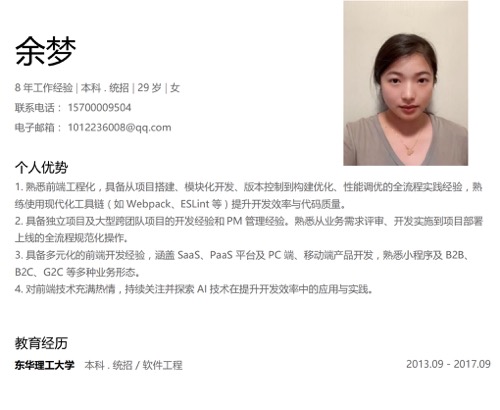 余梦
8 年工作经验 | 本科 . 统招 | 29 岁 | 女
联系电话： 15700009504
电子邮箱： 1012236008@qq.com
个人优势
1. 熟悉前端工程化，具备从项目搭建、模块化开发、版本控制到构建优化、性能调优的全流程实践经验，熟
练使用现代化工具链（如 Webpack、ESLint 等）提升开发效率与代码质量。
2. 具备独立项目及大型跨团队项目的开发经验和 PM 管理经验。熟悉从业务需求评审、开发实施到项目部署
上线的全流程规范化操作。
3. 具备多元化的前端开发经验，涵盖 SaaS、PaaS 平台及 PC 端、移动端产品开发，熟悉小程序及 B2B、
B2C、G2C 等多种业务形态。
4. 对前端技术充满热情，持续关注并探索 AI 技术在提升开发效率中的应用与实践。
教育经历
东华理工大学 本科 . 统招 / 软件工程 2013.09 - 2017.09